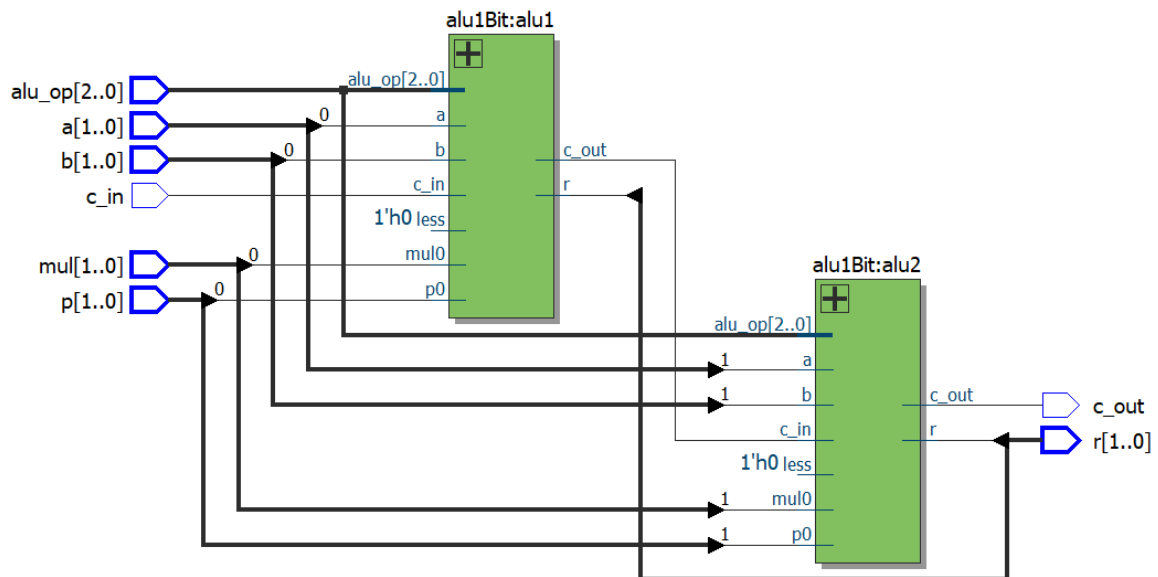 alu1Bit:alu1
alu_op[2..0]
alu_op[2..0]
a[1..0]
0
a
b[1..0]
0
b
c_out
c_in
c_in
r
1'h0 less
mul[1..0]
0
mul0
alu1Bit:alu2
p[1..0]
0
p0
alu_op[2..0]
1
a
1
b
c_out
c_out
c_in
r
r[1..0]
1'h0 less
1
mul0
1
p0